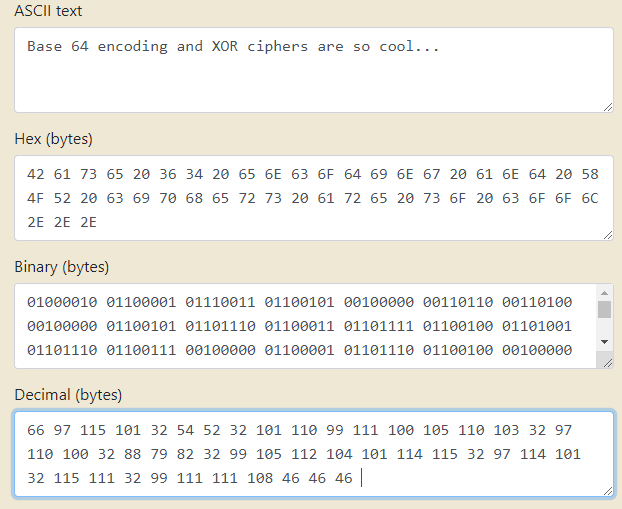 ASCII text
Base 64 encoding and XOR ciphers are so cool...
Hex (bytes)
42 61 73 65 20 36 34 20 65 6E 63 6F 64 69 6E 67 20 61 6E 64 20 58
4F 52 20 63 69 70 68 65 72 73 20 61 72 65 20 73 6F 20 63 6F 6F 6C
2E 2E 2E
Binary (bytes)
01000010 01100001 01110011 01100101 00100000 00110110 00110100
00100000 01100101 01101110 01100011 01101111 01100100 01101001
01101110 01100111 00100000 01100001 01101110 01100100 00100000
Decimal (bytes)
66 97 115 101 32 54 52 32 101 110 99 111 100 105 110 103 32 97
110 100 32 88 79 82 32 99 105 112 104 101 114 115 32 97 114 101
32 115 111 32 99 111 111 108 46 46 46